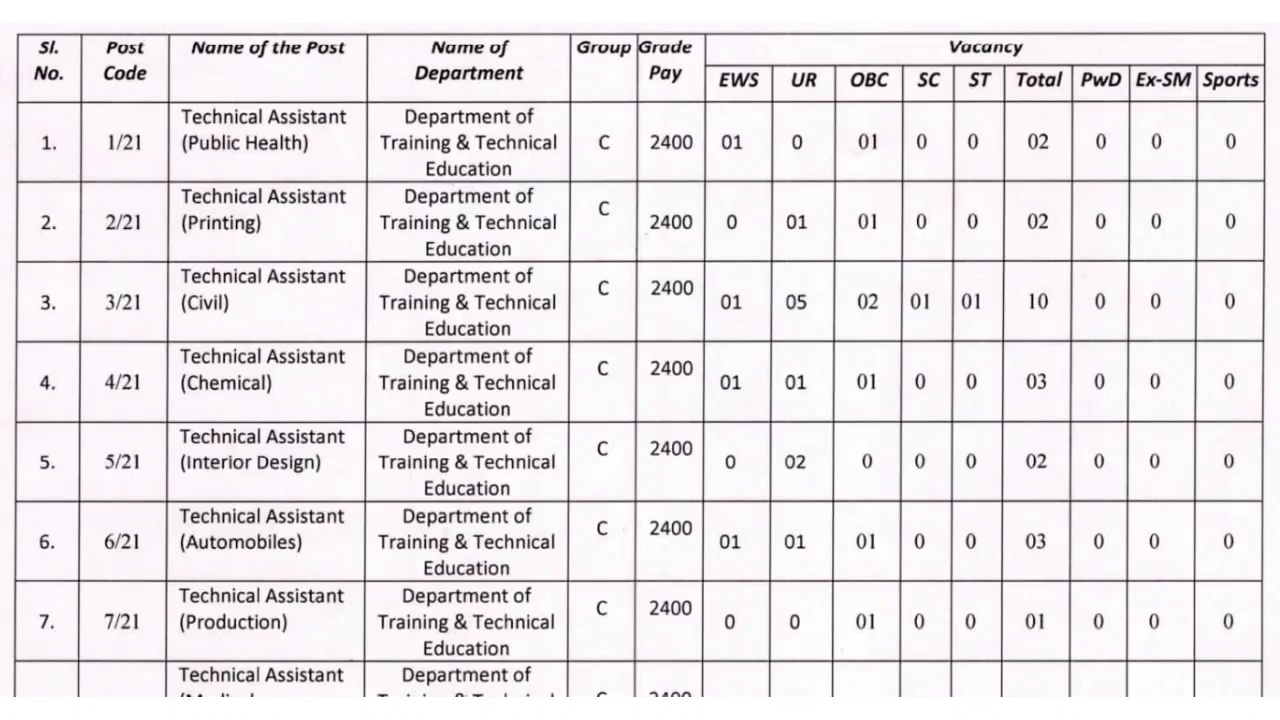 Sl. No. Post Code Name of the Post Name of Department Group Grade Pay Vacancy
EWS UR OBC SC ST Total PwD Ex-SM Sports
1. 1/21 Technical Assistant (Public Health) Department of Training & Technical Education C 2400 01 0 01 0 0 02 0 0 0
2. 2/21 Technical Assistant (Printing) Department of Training & Technical Education C 2400 0 01 01 0 0 02 0 0 0
3. 3/21 Technical Assistant (Civil) Department of Training & Technical Education C 2400 01 05 02 01 01 10 0 0 0
4. 4/21 Technical Assistant (Chemical) Department of Training & Technical Education C 2400 01 01 01 0 0 03 0 0 0
5. 5/21 Technical Assistant (Interior Design) Department of Training & Technical Education C 2400 0 02 0 0 0 02 0 0 0
6. 6/21 Technical Assistant (Automobiles) Department of Training & Technical Education C 2400 01 01 01 0 0 03 0 0 0
7. 7/21 Technical Assistant (Production) Department of Training & Technical Education C 2400 0 0 01 0 0 01 0 0 0
Technical Assistant Department of